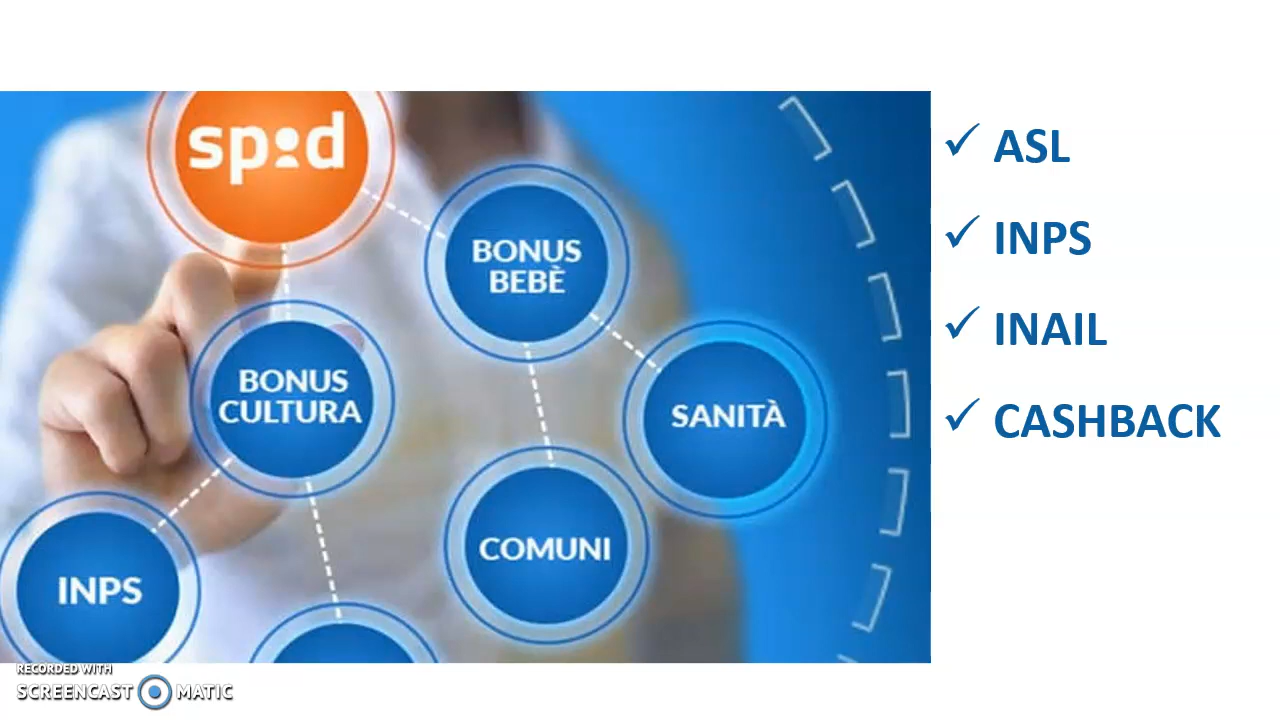 spid
BONUS
BEBÈ
BONUS
CULTURA
SANITÀ
COMUNI
INPS
ASL
INPS
INAIL
CASHBACK
RECORDED WITH
SCREENCAST MATIC